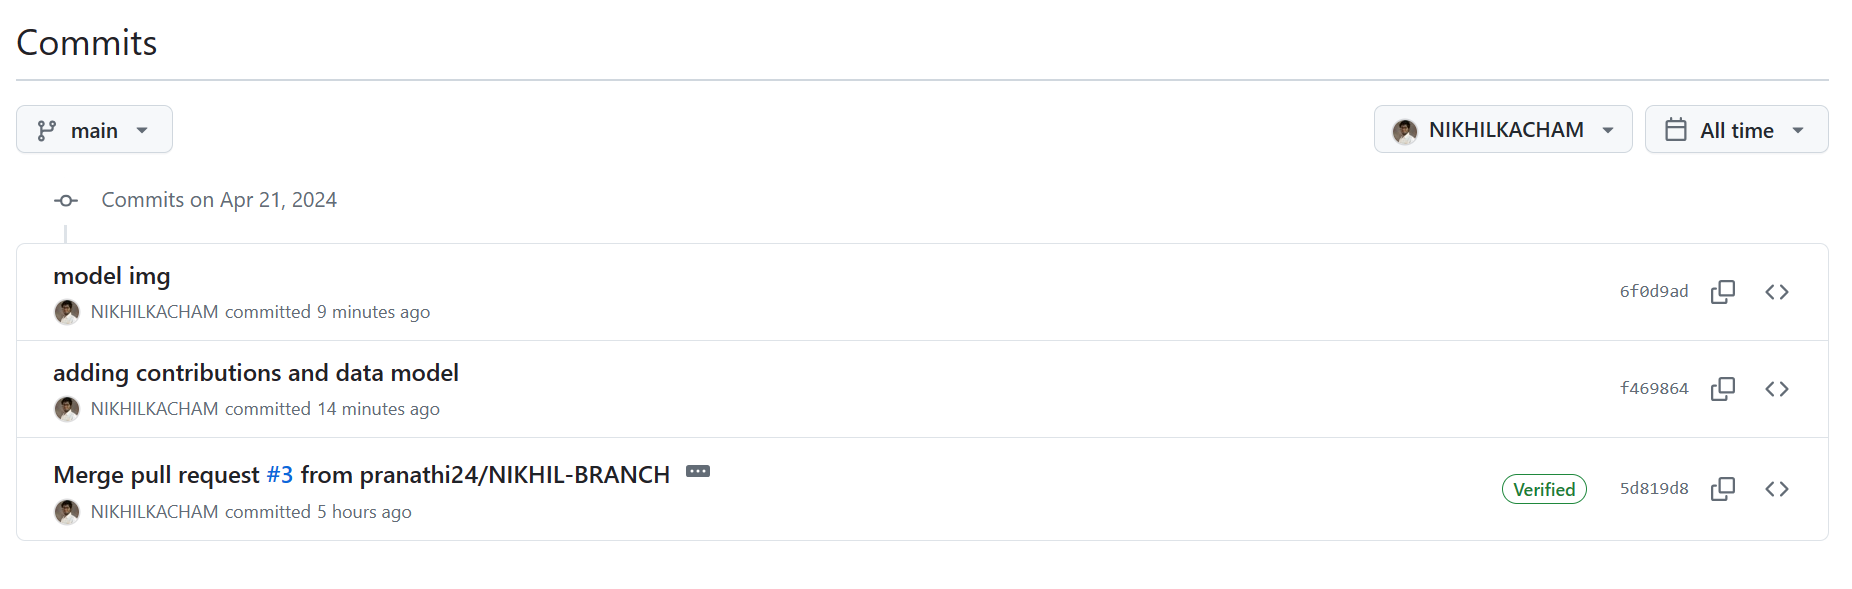 Commits
main
NIKHILKACHAM
All time
Commits on Apr 21, 2024
model img
NIKHILKACHAM committed 9 minutes ago
6f0d9ad
adding contributions and data model
NIKHILKACHAM committed 14 minutes ago
f469864
Merge pull request #3 from pranathi24/NIKHIL-BRANCH
NIKHILKACHAM committed 5 hours ago
Verified
5d819d8